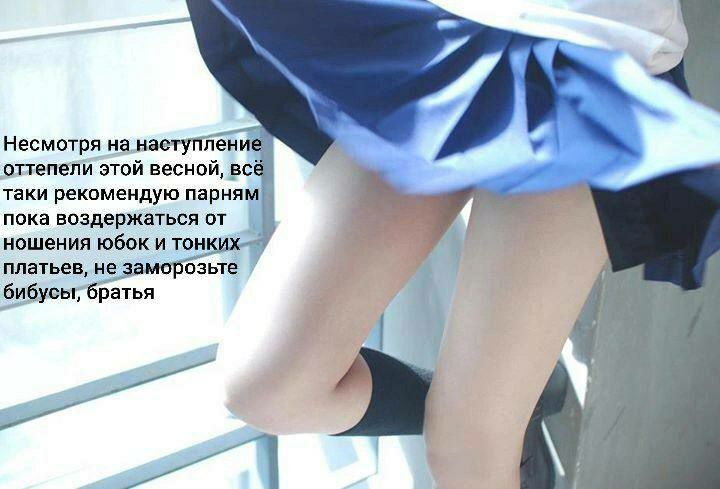 Несмотря на наступление
оттепели этой весной, всё
таки рекомендую парням
пока воздержаться от
ношения юбок и тонких
платьев, не заморозьте
бибусы, братья